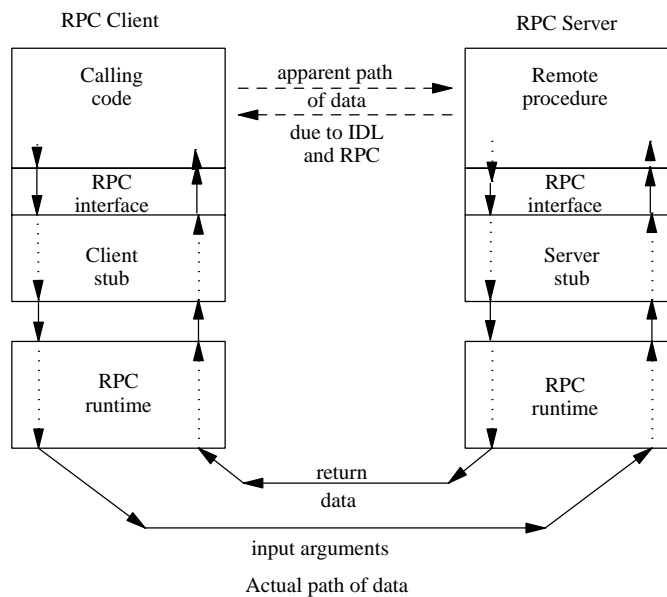 RPC Client
RPC Server
Calling
code
apparent path
of data
due to IDL
and RPC
Remote
procedure
RPC
interface
RPC
interface
Client
stub
Server
stub
RPC
runtime
RPC
runtime
return
data
input arguments
Actual path of data